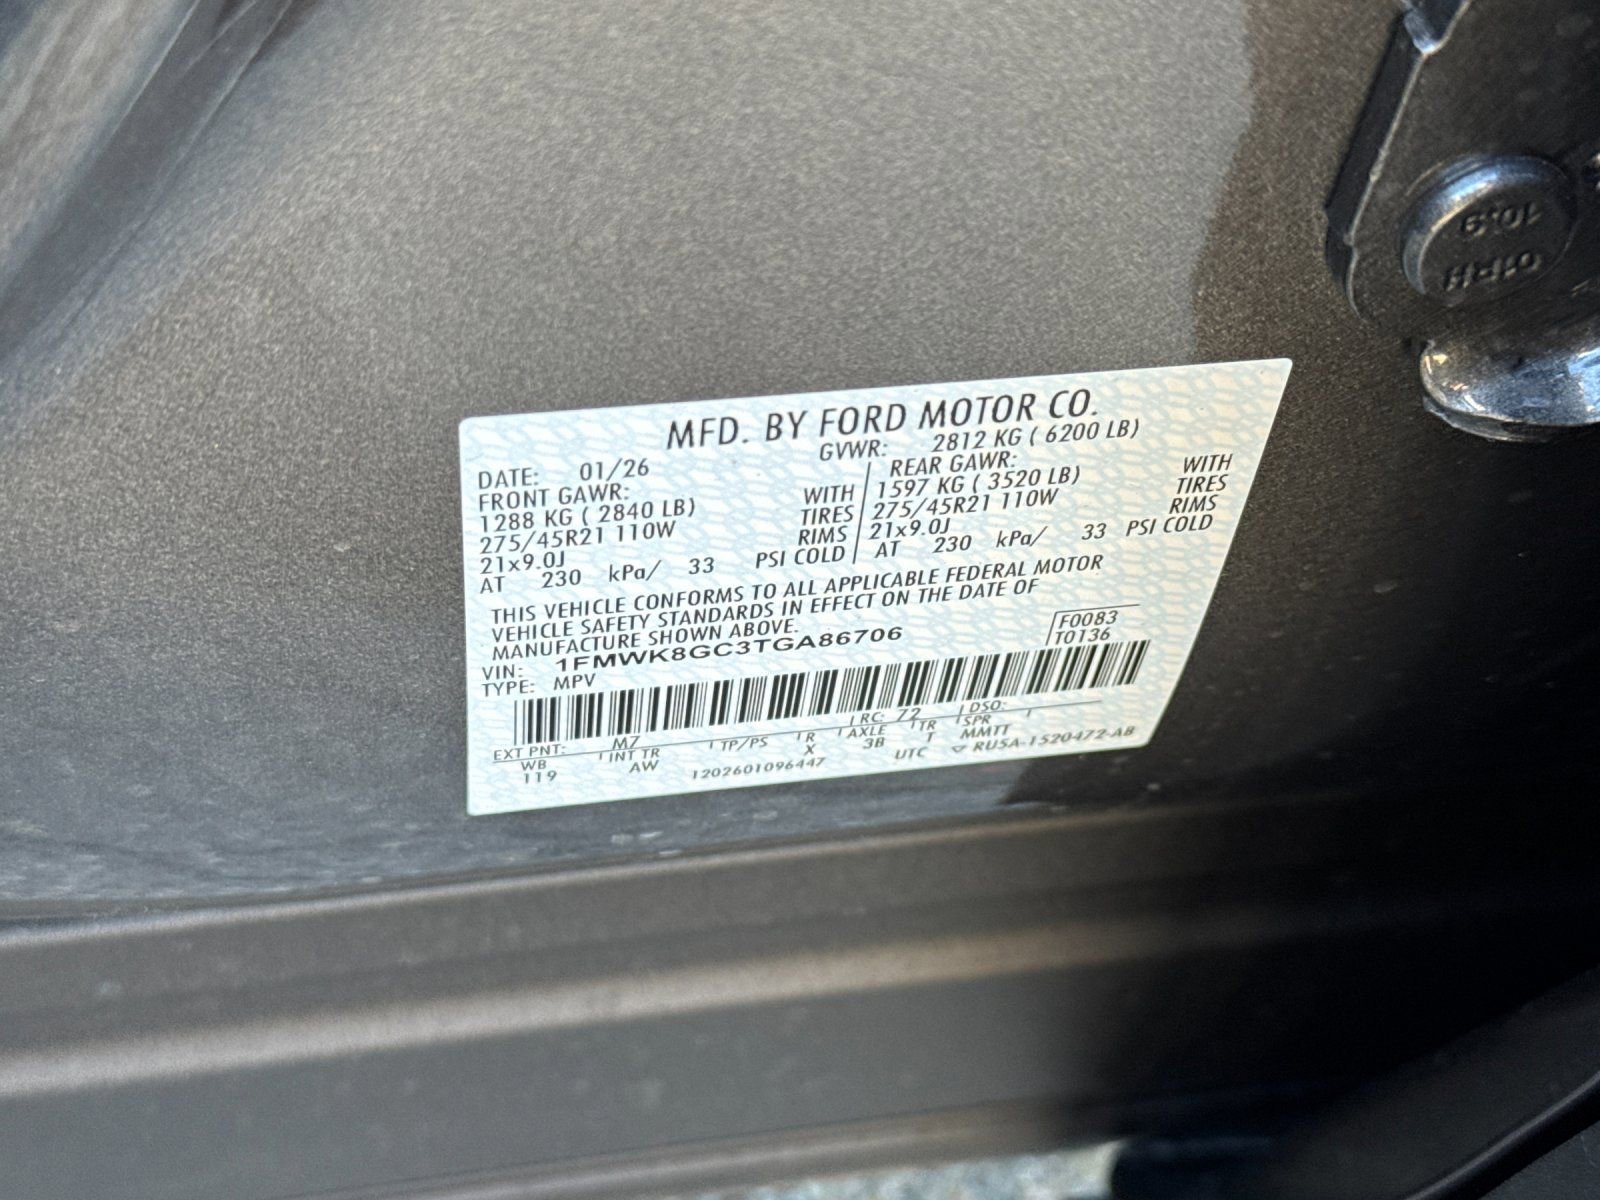 MFD. BY FORD MOTOR CO.
DATE: 01/26 GVWR: 2812 KG ( 6200 LB)
FRONT GAWR: REAR GAWR:
1288 KG ( 2840 LB) WITH 1597 KG ( 3520 LB) WITH
275/45R21 110W TIRES 275/45R21 110W TIRES
21x9.0J RIMS 21x9.0J RIMS
AT 230 kPa/ 33 PSI COLD AT 230 kPa/ 33 PSI COLD
THIS VEHICLE CONFORMS TO ALL APPLICABLE FEDERAL MOTOR
VEHICLE SAFETY STANDARDS IN EFFECT ON THE DATE OF
MANUFACTURE SHOWN ABOVE.
VIN: 1FMWK8GC3TGA86706 F0083
TYPE: MPV T0136
EXT PNT: M7 RC: 72 DSO:
WB INT TR TP/PS R AXLE TR SPR
119 AW X 3B T MMTT
1202601096447 UTC RU5A-1520472-AB
10.9
01RH